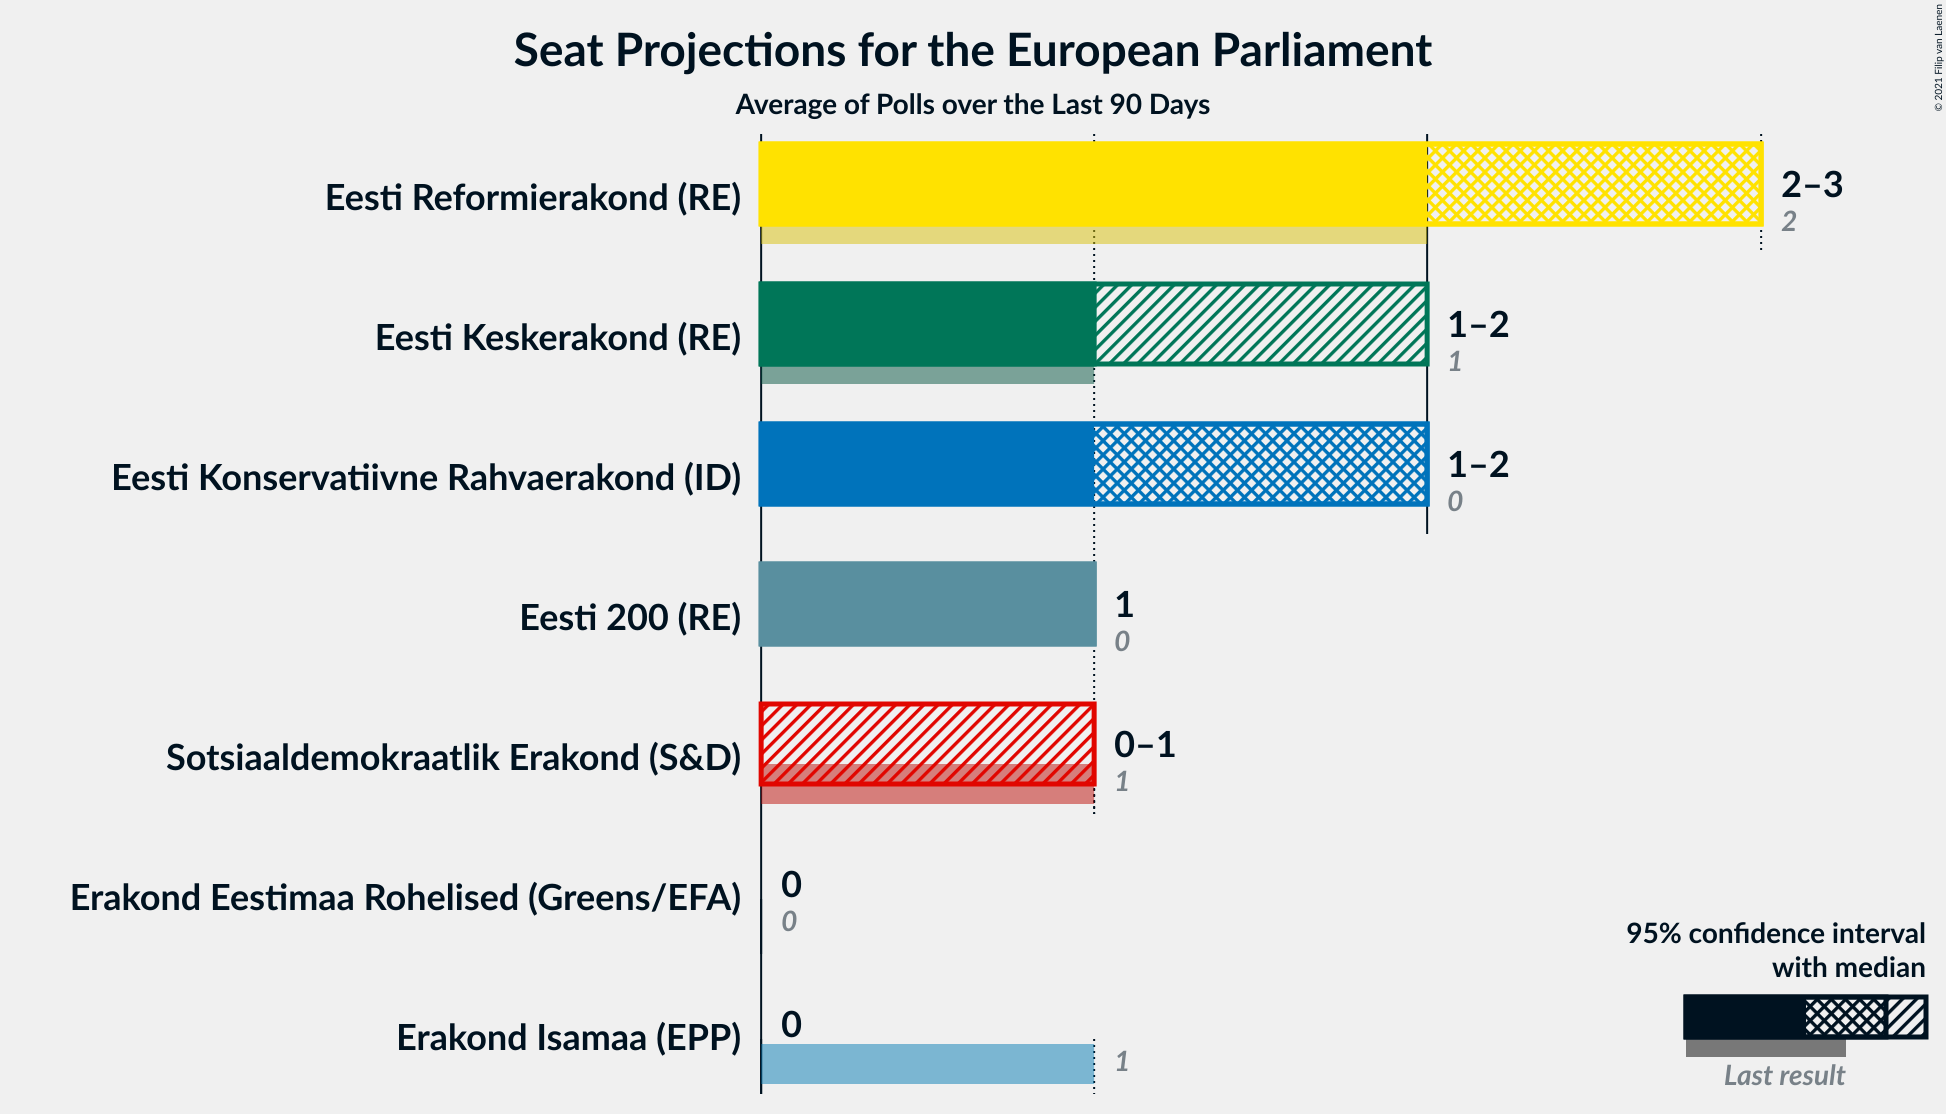 Seat Projections for the European Parliament
Average of Polls over the Last 90 Days
© 2021 Filip van Laenen
Eesti Reformierakond (RE)
2–3
2
Eesti Keskerakond (RE)
1–2
1
Eesti Konservatiivne Rahvaerakond (ID)
1–2
0
Eesti 200 (RE)
1
0
Sotsiaaldemokraatlik Erakond (S&D)
0–1
1
Erakond Eestimaa Rohelised (Greens/EFA)
0
0
Erakond Isamaa (EPP)
0
1
95% confidence interval
with median
Last result